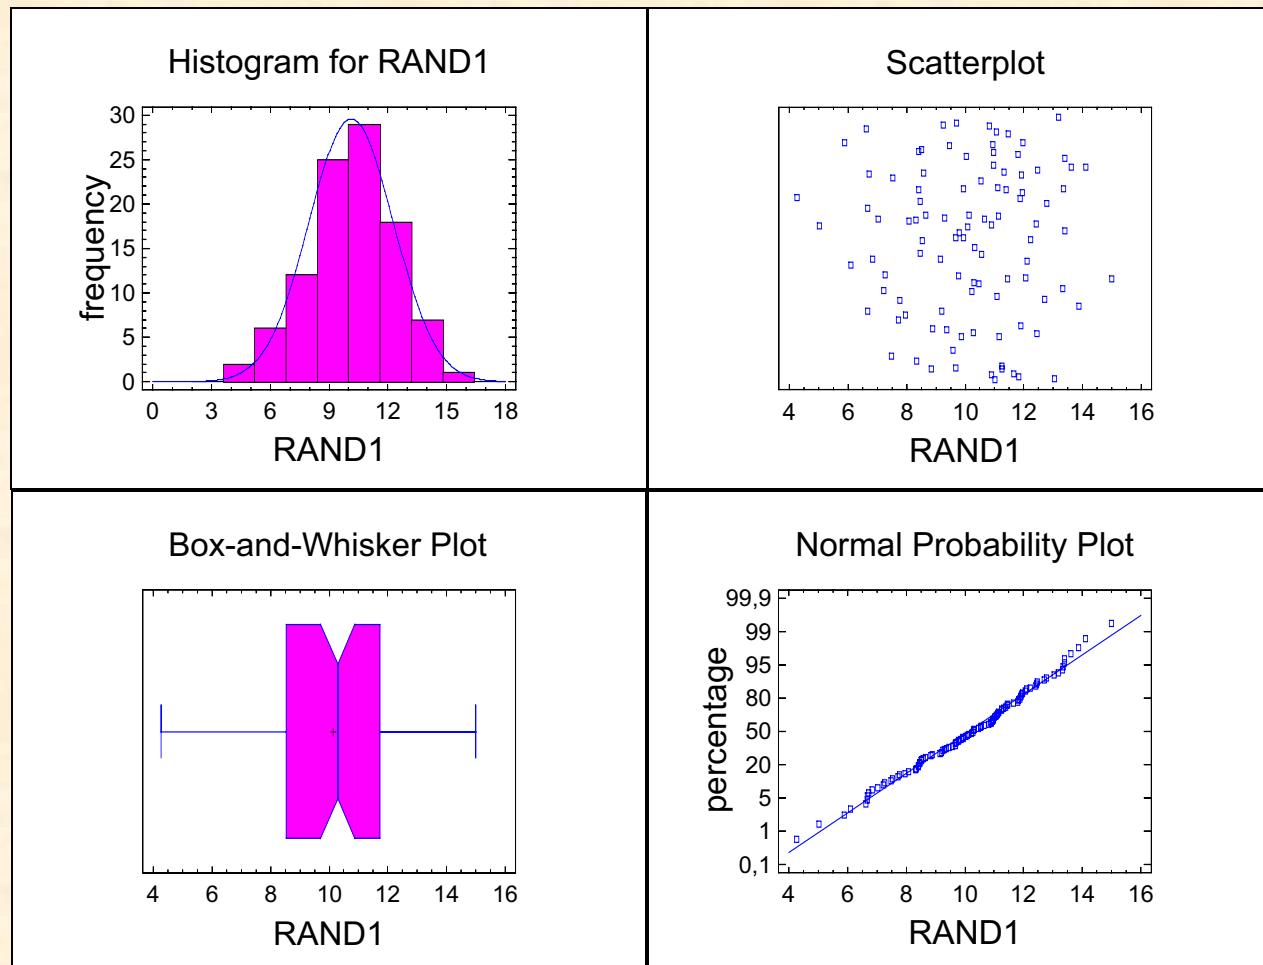 Histogram for RAND1
30
25
20
15
10
5
0
frequency
0 3 6 9 12 15 18
RAND1
Scatterplot
4 6 8 10 12 14 16
RAND1
Box-and-Whisker Plot
4 6 8 10 12 14 16
RAND1
Normal Probability Plot
99,9
99
95
80
50
20
5
1
0,1
percentage
4 6 8 10 12 14 16
RAND1